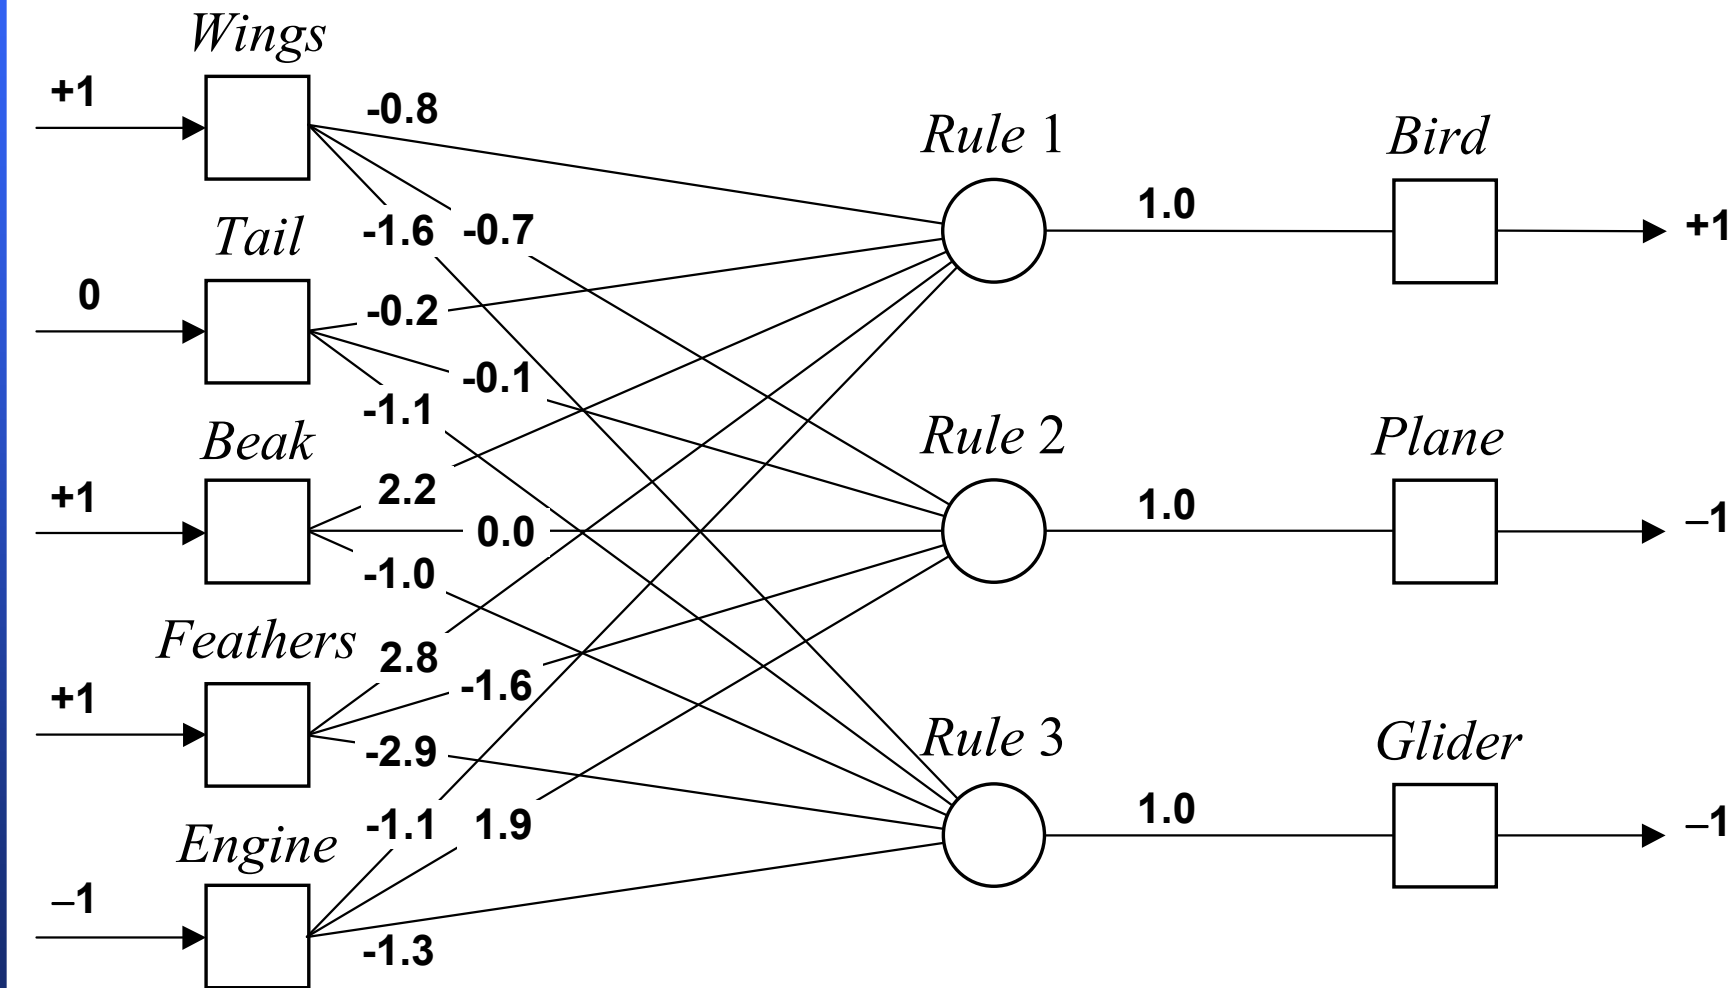 Wings
+1
-0.8
Rule 1
Bird
1.0
+1
Tail
-1.6 -0.7
0
-0.2
-0.1
-1.1
Beak
Rule 2
Plane
+1
2.2
0.0
1.0
–1
-1.0
Feathers
2.8
+1
-1.6
-2.9
Rule 3
Glider
1.0
–1
Engine
-1.1 1.9
–1
-1.3